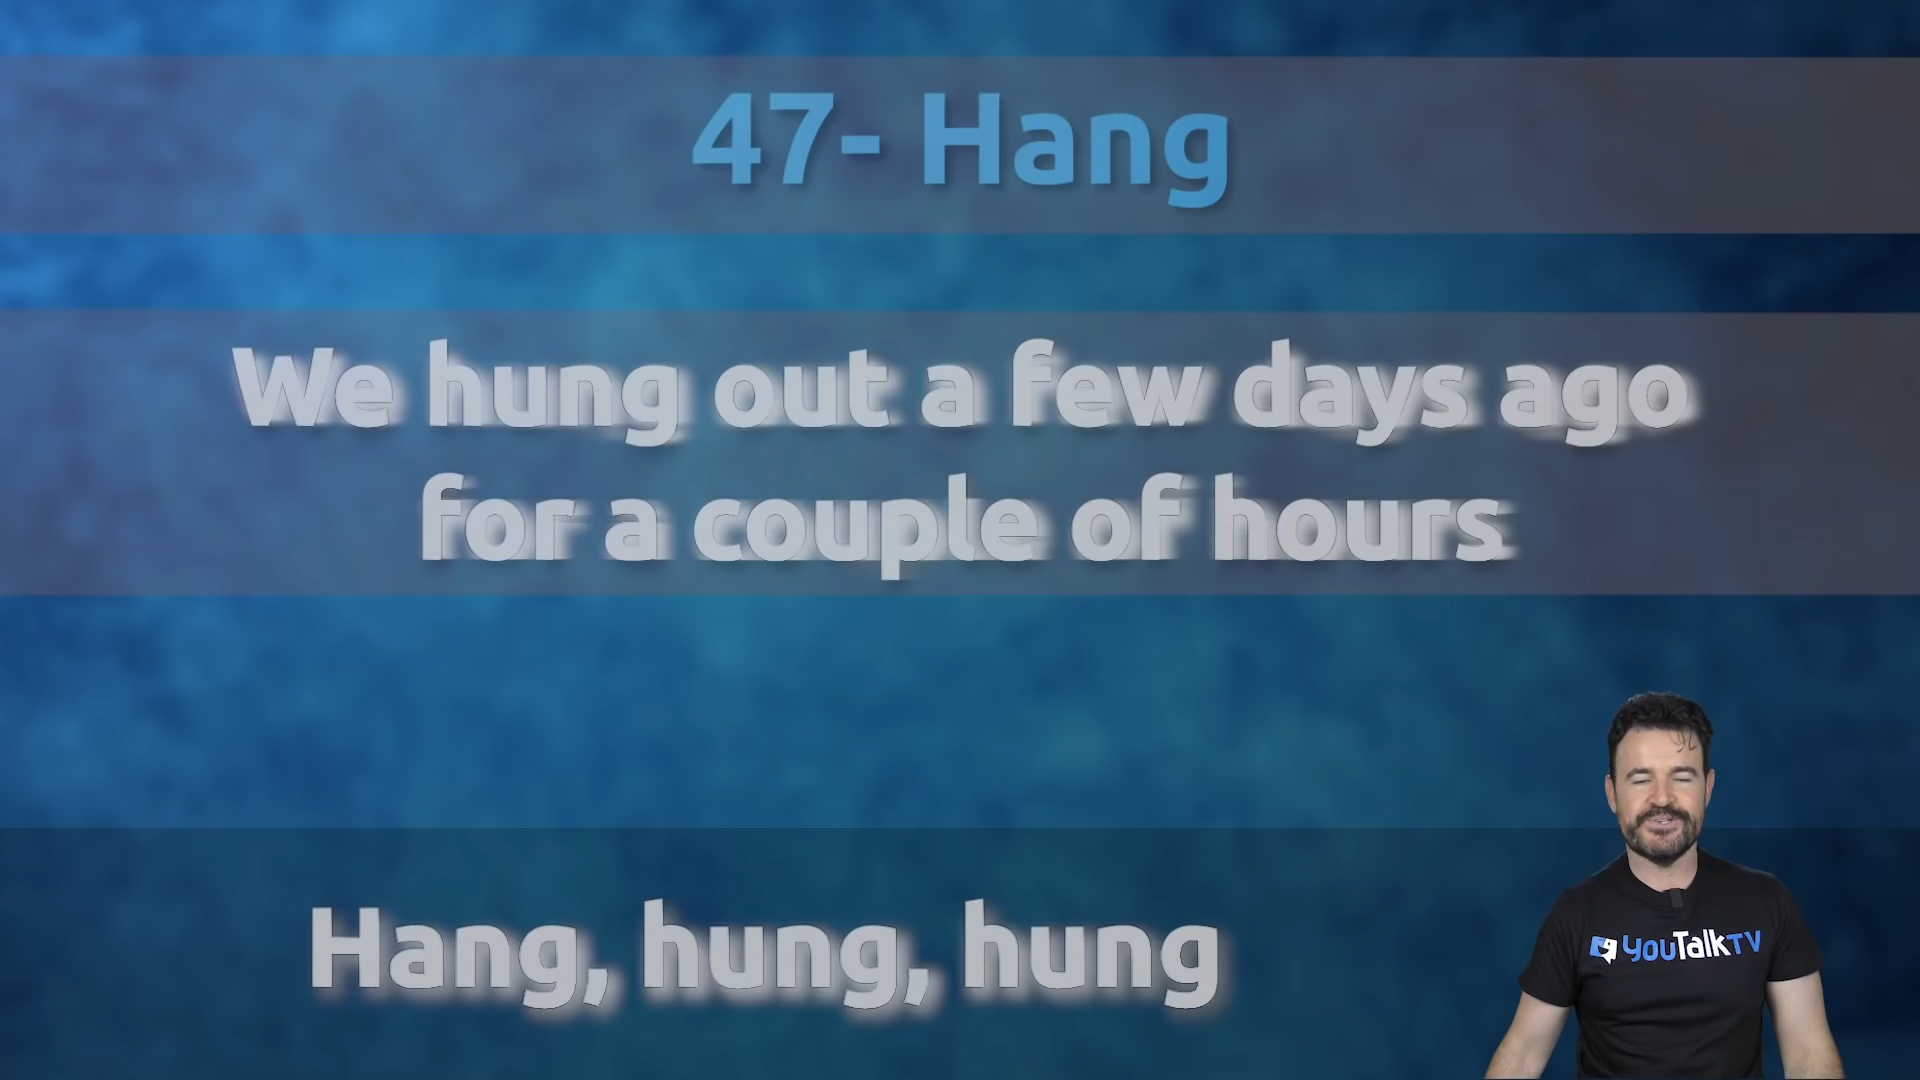 47- Hang
We hung out a few days ago
for a couple of hours
Hang, hung, hung
YouTalkTV